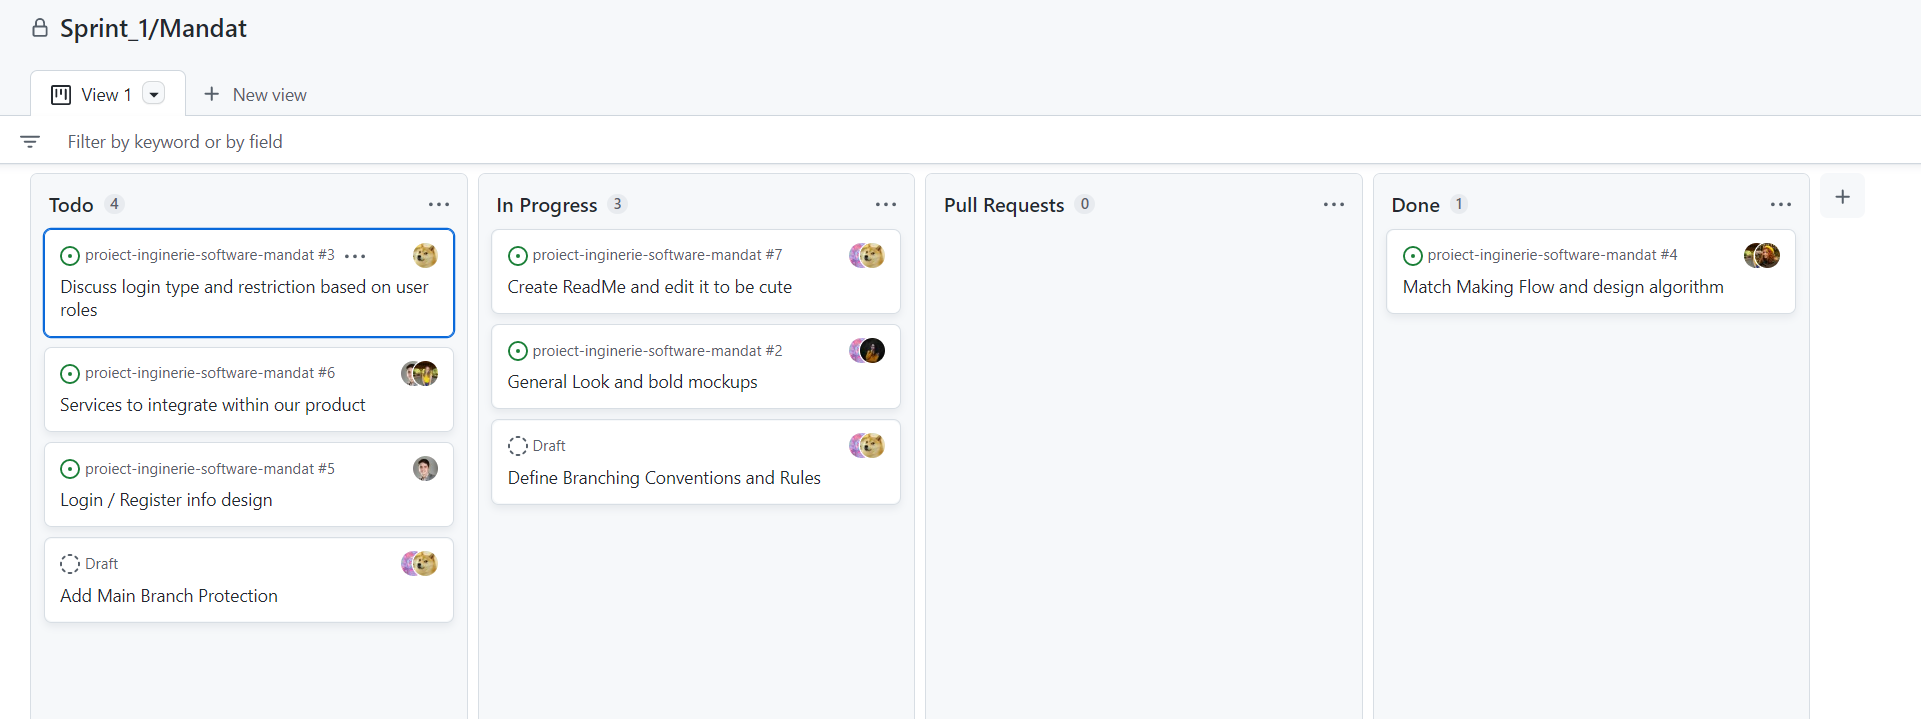 Sprint_1/Mandat
View 1
New view
Filter by keyword or by field
Todo 4
proiect-inginerie-software-mandat #3
Discuss login type and restriction based on user
roles
proiect-inginerie-software-mandat #6
Services to integrate within our product
proiect-inginerie-software-mandat #5
Login / Register info design
Draft
Add Main Branch Protection
In Progress 3
proiect-inginerie-software-mandat #7
Create ReadMe and edit it to be cute
proiect-inginerie-software-mandat #2
General Look and bold mockups
Draft
Define Branching Conventions and Rules
Pull Requests 0
Done 1
proiect-inginerie-software-mandat #4
Match Making Flow and design algorithm